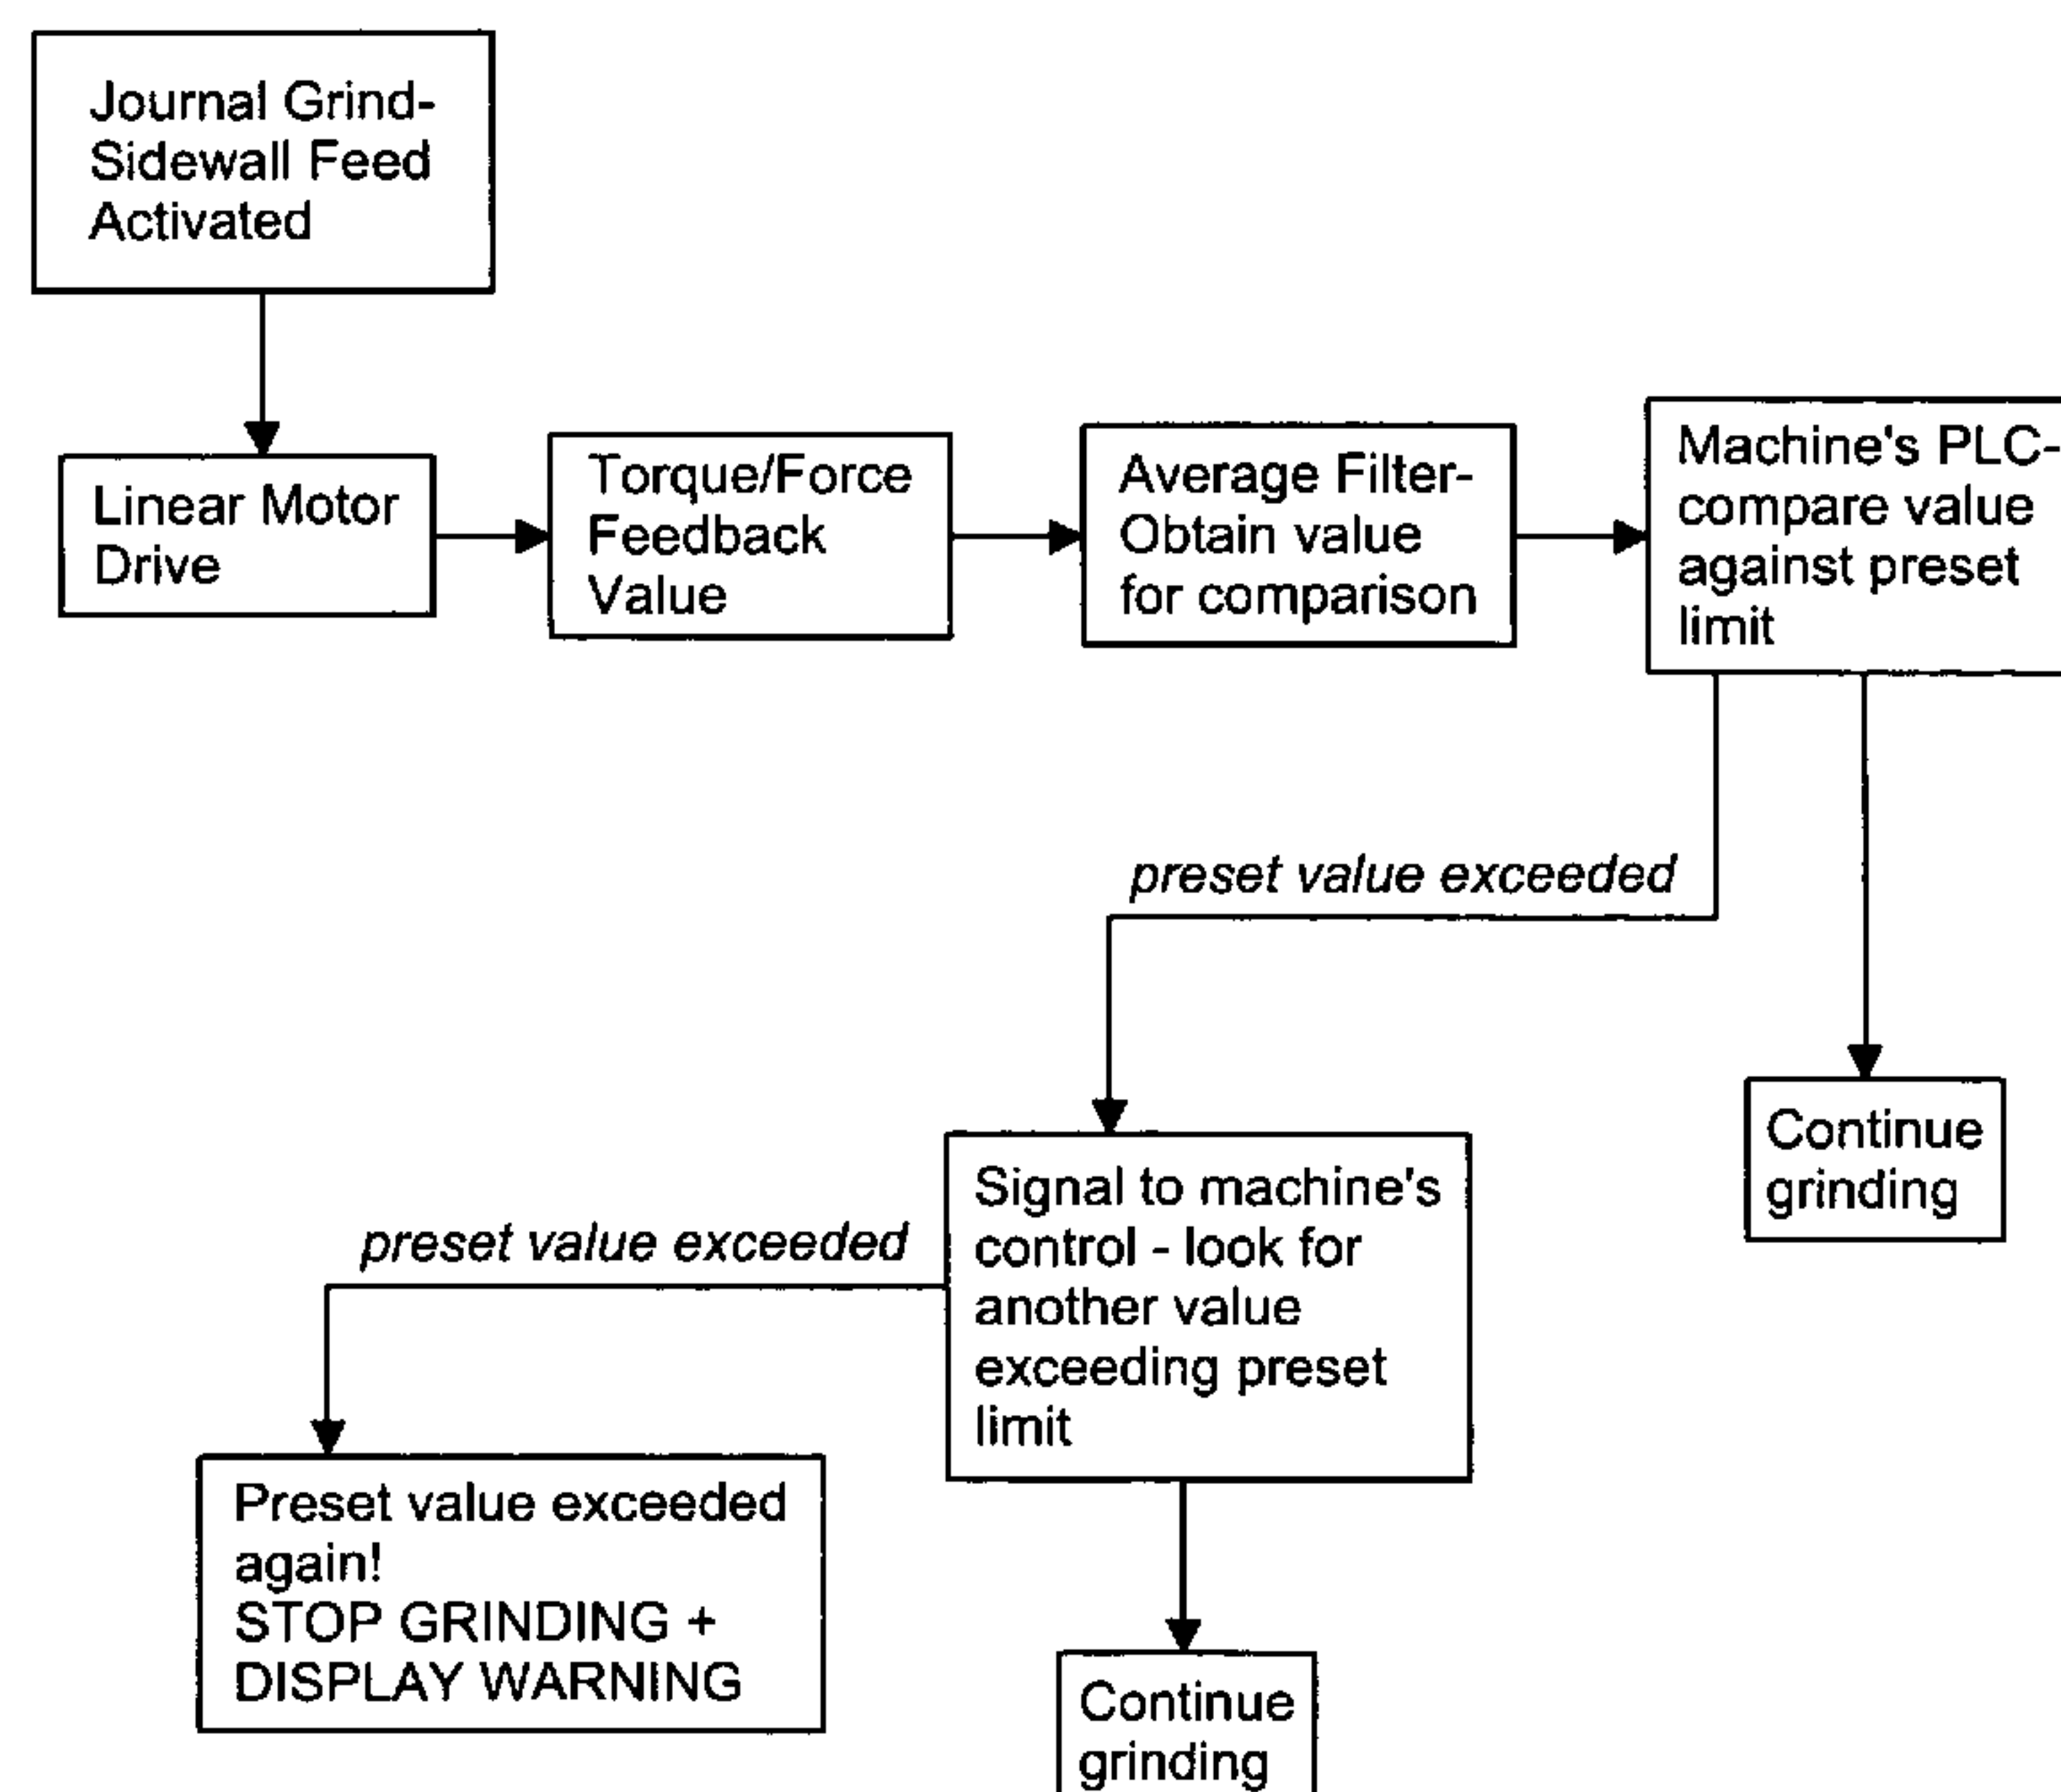 Journal Grind-
Sidewall Feed
Activated
Linear Motor
Drive
Torque/Force
Feedback
Value
Average Filter-
Obtain value
for comparison
Machine's PLC-
compare value
against preset
limit
preset value exceeded
Continue
grinding
Signal to machine's
control - look for
another value
exceeding preset
limit
preset value exceeded
Preset value exceeded
again!
STOP GRINDING +
DISPLAY WARNING
Continue
grinding